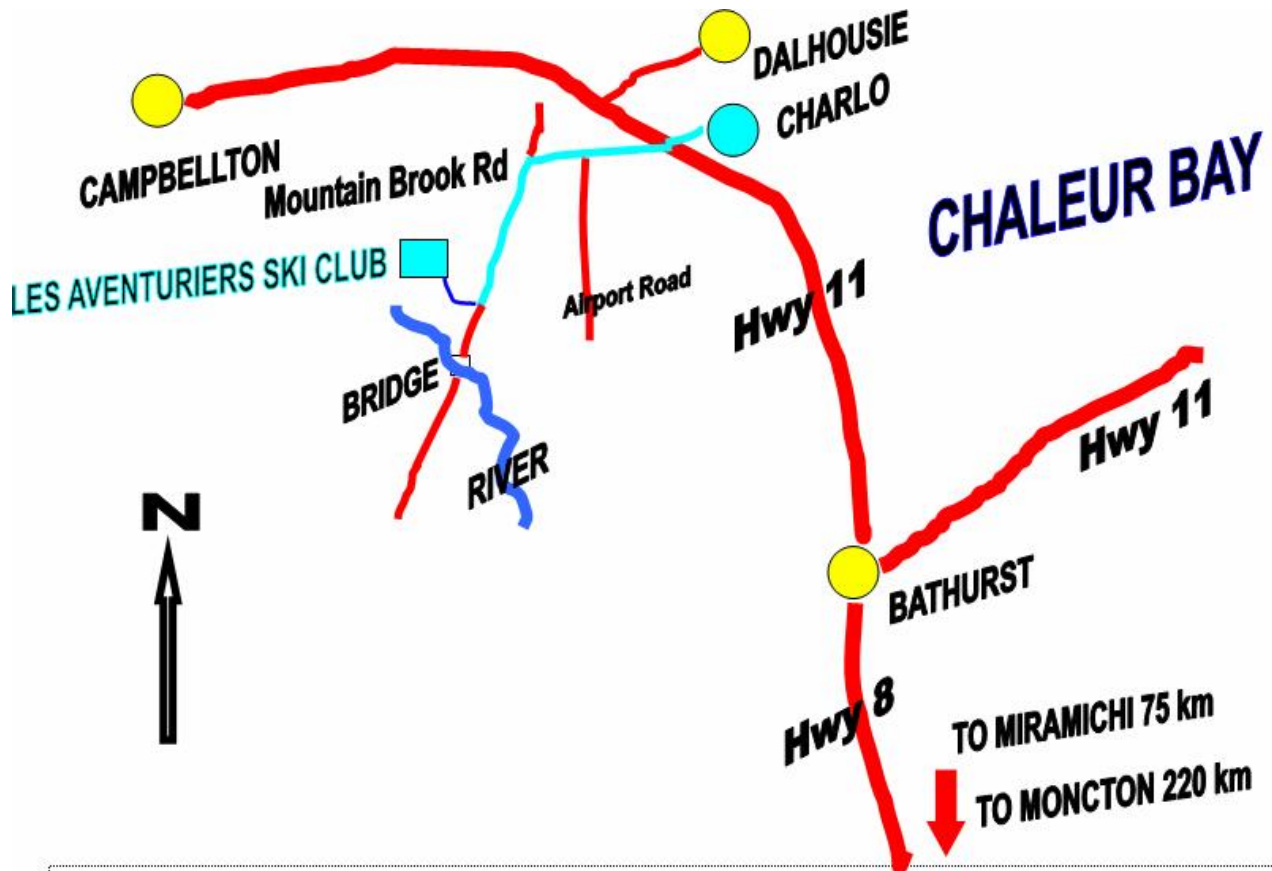 DALHOUSIE
CHARLO
CAMPBELLTON
Mountain Brook Rd
CHALEUR BAY
LES AVENTURIERS SKI CLUB
Airport Road
Hwy 11
BRIDGE
Hwy 11
RIVER
N
BATHURST
Hwy 8
TO MIRAMICHI 75 km
TO MONCTON 220 km